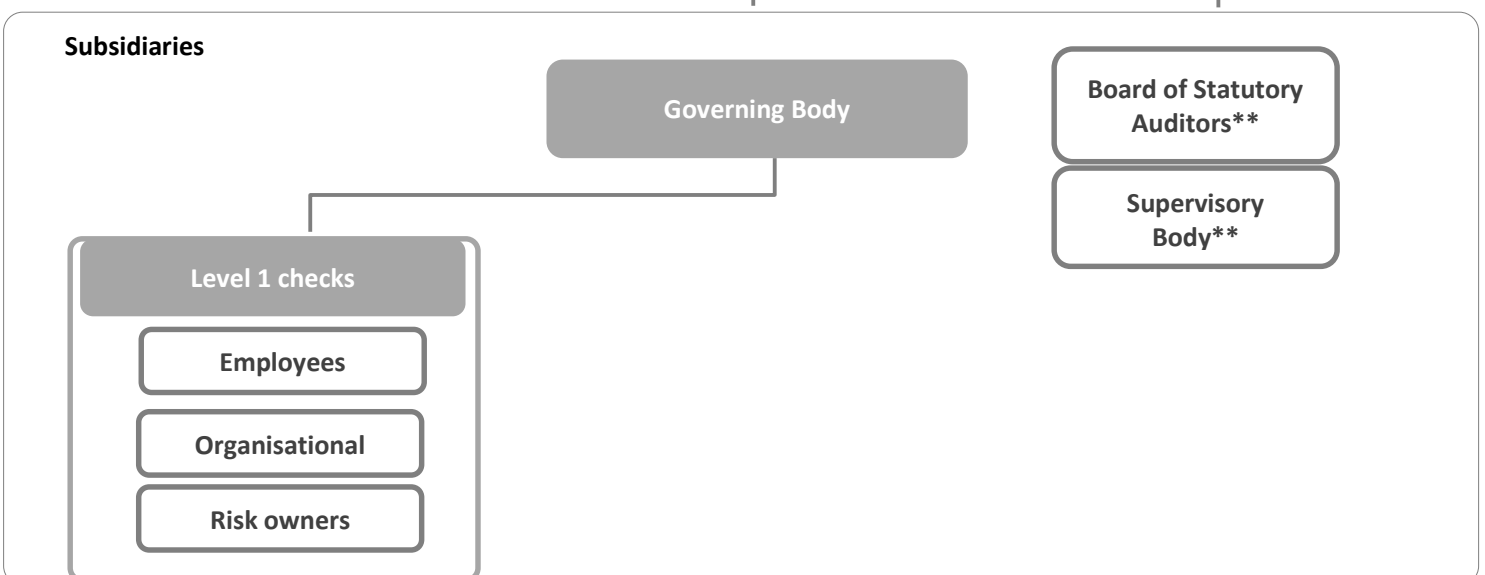 Subsidiaries
Governing Body
Board of Statutory
Auditors**
Supervisory
Body**
Level 1 checks
Employees
Organisational
Risk owners